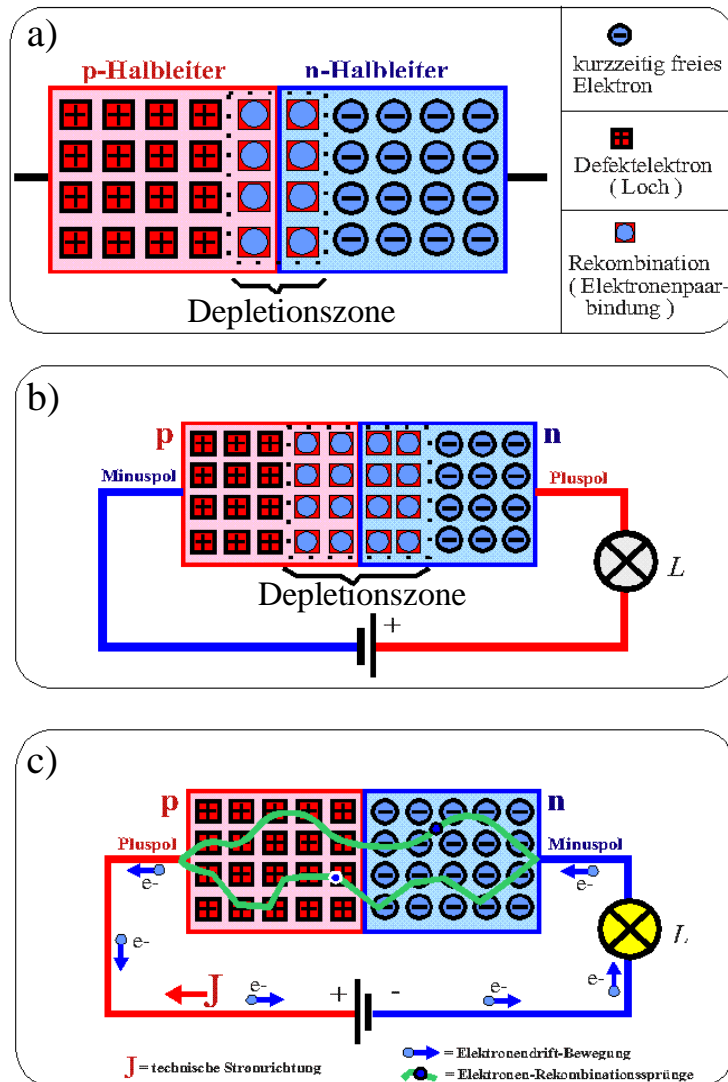 a)
p-Halbleiter
n-Halbleiter
Depletionszone
kurzzeitig freies
Elektron
Defektelektron
( Loch )
Rekombination
( Elektronenpaar-
bindung )
b)
p
n
Minuspol
Pluspol
Depletionszone
L
+
c)
p
n
Pluspol
Minuspol
e-
e-
e-
L
e-
J
e-
+
-
e-
J = technische Stromrichtung
= Elektronendrift-Bewegung
= Elektronen-Rekombinationssprünge